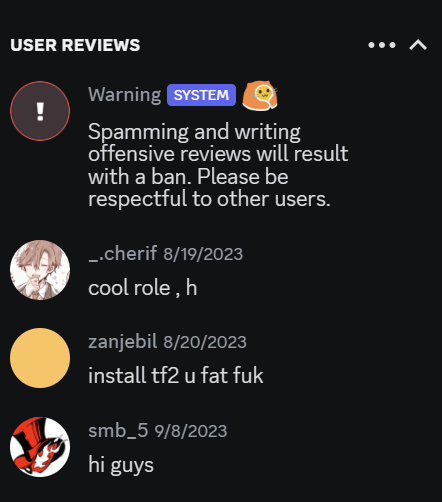 USER REVIEWS
Warning SYSTEM
Spamming and writing
offensive reviews will result
with a ban. Please be
respectful to other users.
_.cherif 8/19/2023
cool role , h
zanjebil 8/20/2023
install tf2 u fat fuk
smb_5 9/8/2023
hi guys